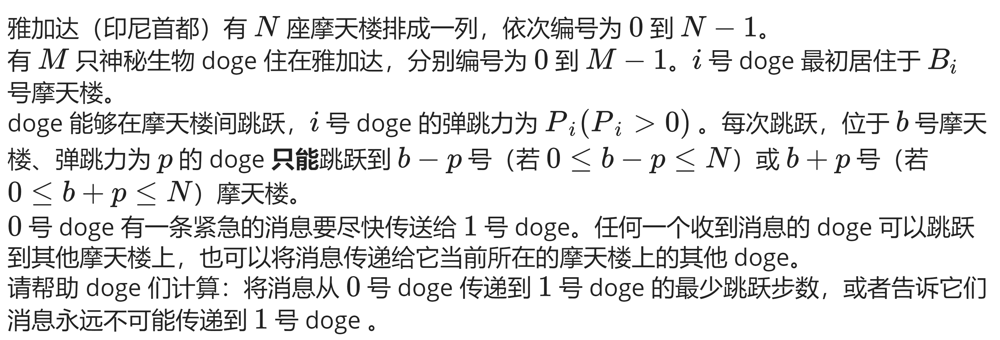 雅加达（印尼首都）有 N 座摩天楼排成一列，依次编号为 0 到 N − 1。
有 M 只神秘生物 doge 住在雅加达，分别编号为 0 到 M − 1。i 号 doge 最初居住于 B_i
号摩天楼。
doge 能够在摩天楼间跳跃，i 号 doge 的弹跳力为 P_i(P_i > 0) 。每次跳跃，位于 b 号摩天
楼、弹跳力为 p 的 doge 只能跳跃到 b − p 号（若 0 ≤ b − p ≤ N）或 b + p 号（若
0 ≤ b + p ≤ N）摩天楼。
0 号 doge 有一条紧急的消息要尽快传送给 1 号 doge。任何一个收到消息的 doge 可以跳跃
到其他摩天楼上，也可以将消息传递给它当前所在的摩天楼上的其他 doge。
请帮助 doge 们计算：将消息从 0 号 doge 传递到 1 号 doge 的最少跳跃步数，或者告诉它们
消息永远不可能传递到 1 号 doge 。